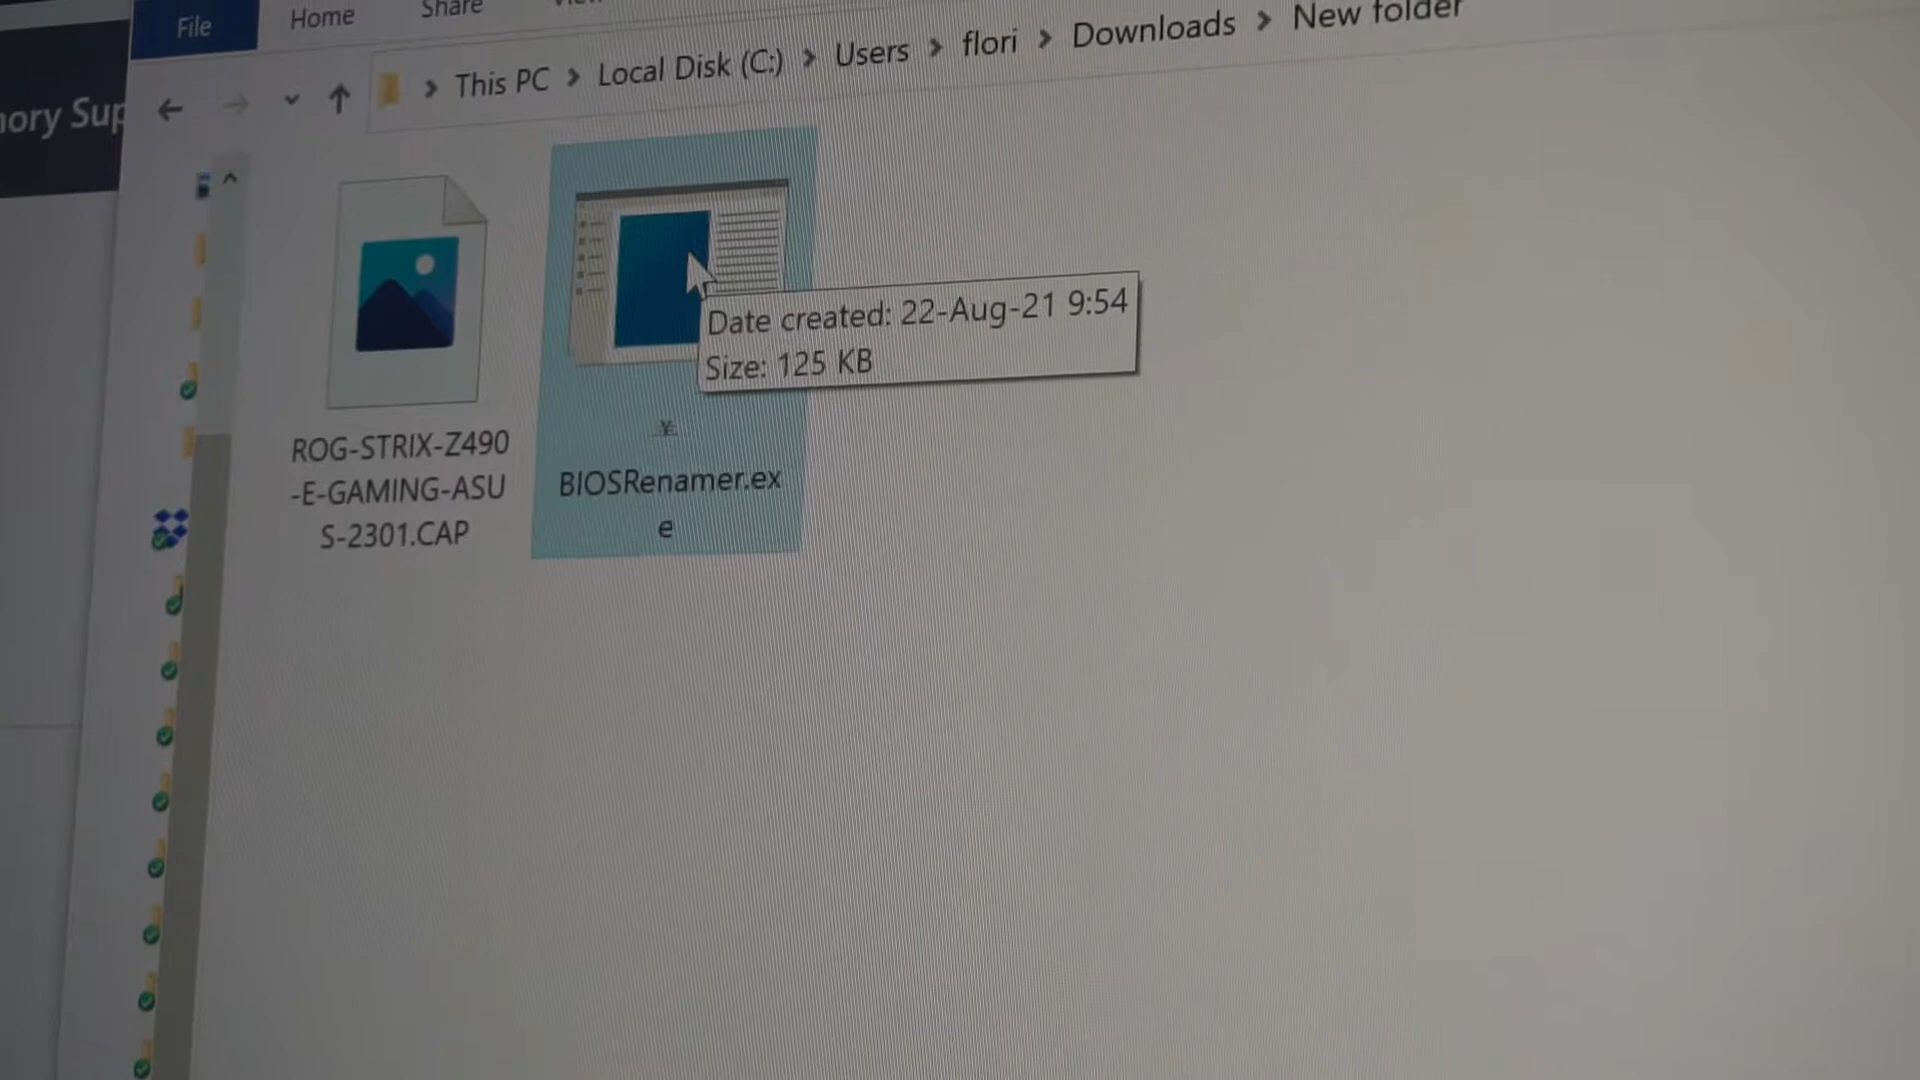 File
Home
Share
This PC
Local Disk (C:)
Users
flori
Downloads
New folder
ory Sup
ROG-STRIX-Z490
-E-GAMING-ASU
S-2301.CAP
BIOSRenamer.ex
e
Date created: 22-Aug-21 9:54
Size: 125 KB